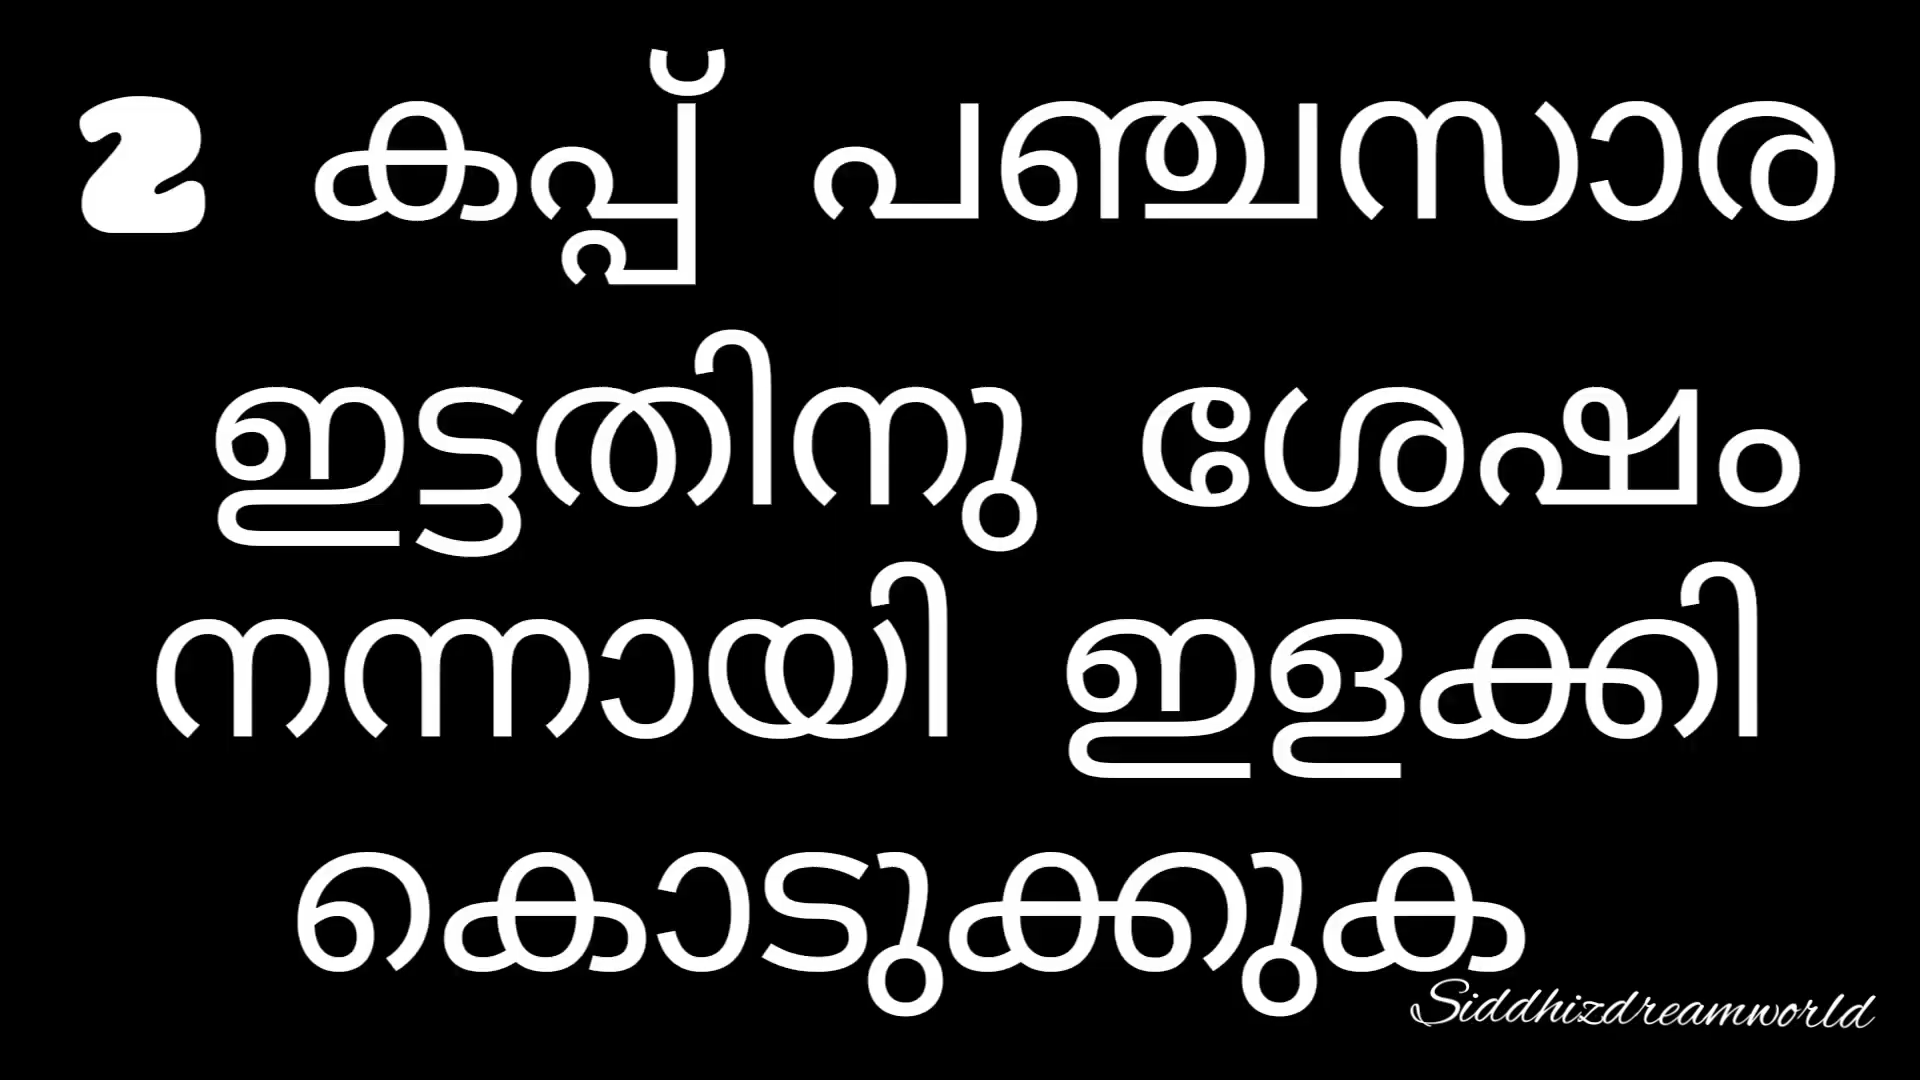 2 കപ്പ് പഞ്ചസാര
ഇട്ടതിനു ശേഷം
നന്നായി ഇളക്കി
കൊടുക്കുക
Siddhizdreamworld